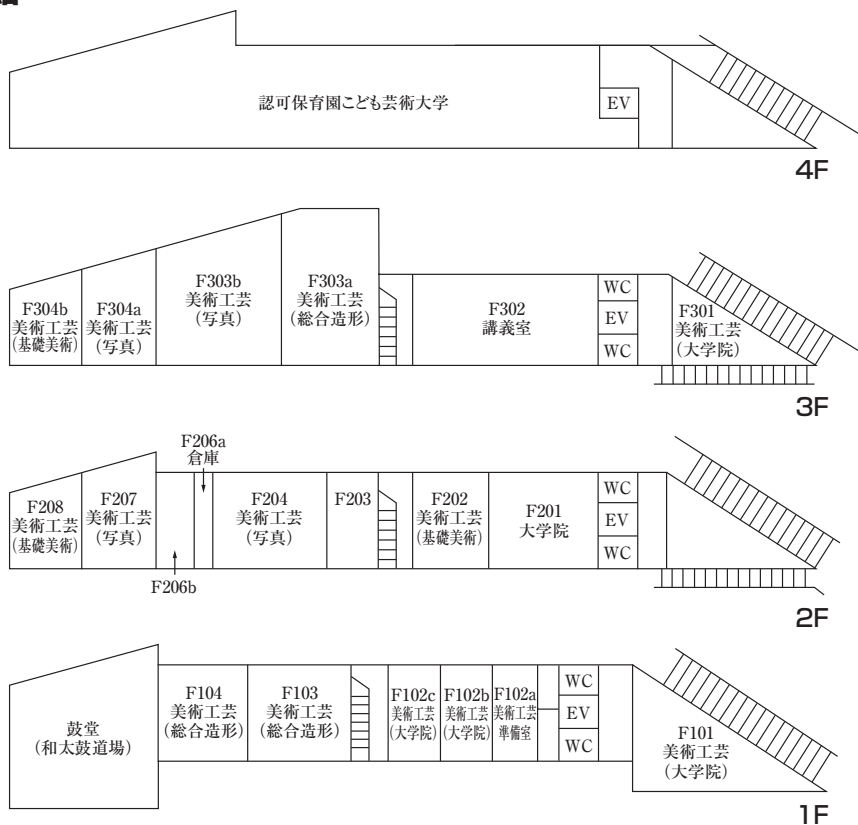 認可保育園こども芸術大学
EV
4F
F304b
美術工芸
(基礎美術)
F304a
美術工芸
(写真)
F303b
美術工芸
(写真)
F303a
美術工芸
(総合造形)
F302
講義室
WC
EV
WC
F301
美術工芸
(大学院)
3F
F206a
倉庫
F208
美術工芸
(基礎美術)
F207
美術工芸
(写真)
F206b
F204
美術工芸
(写真)
F203
F202
美術工芸
(基礎美術)
F201
大学院
WC
EV
WC
2F
鼓堂
(和太鼓道場)
F104
美術工芸
(総合造形)
F103
美術工芸
(総合造形)
F102c
美術工芸
(大学院)
F102b
美術工芸
(大学院)
F102a
美術工芸
準備室
WC
EV
WC
F101
美術工芸
(大学院)
1F